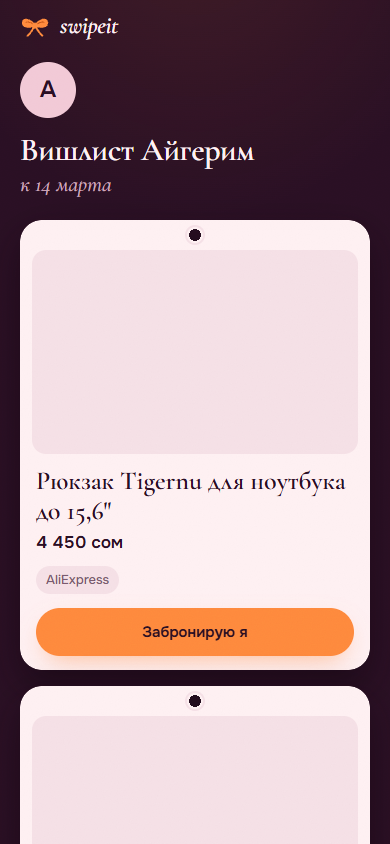 swipeit
A
Вишлист Айгерим
к 14 марта
Рюкзак Tigernu для ноутбука
до 15,6"
4 450 сом
AliExpress
Забронирую я